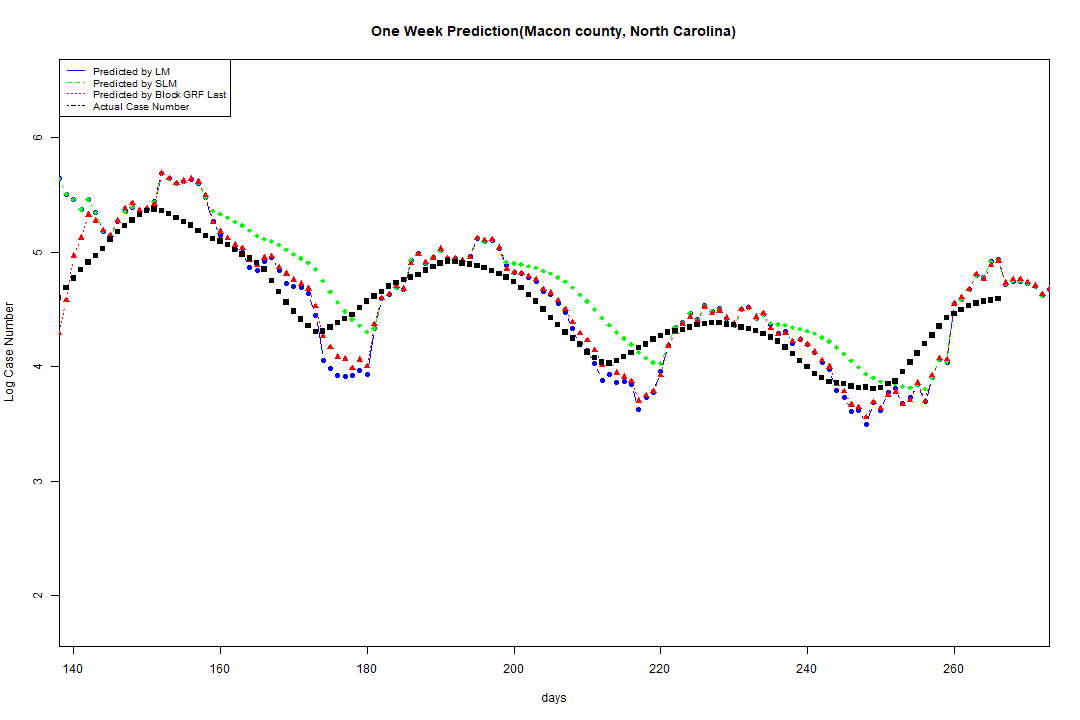 One Week Prediction(Macon county, North Carolina)
Predicted by LM
Predicted by SLM
Predicted by Block GRF Last
Actual Case Number
6
5
4
3
2
Log Case Number
140 160 180 200 220 240 260
days